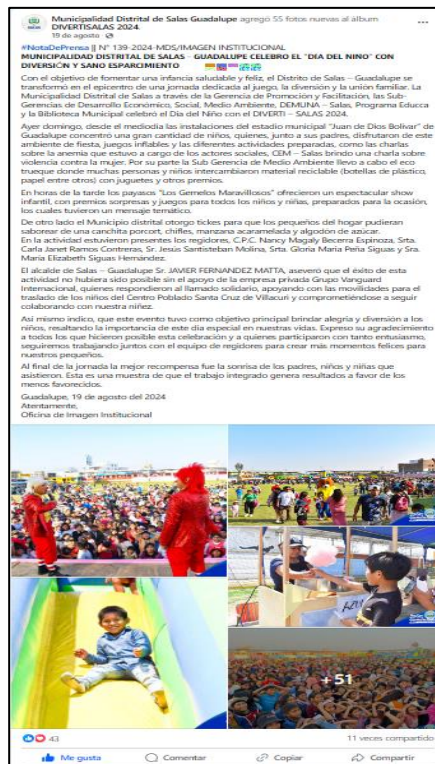 Municipalidad Distrital de Salas Guadalupe agregó 55 fotos nuevas al álbum
DIVERTISALAS 2024.
19 de agosto
#NotaDePrensa || N° 139-2024-MDS/IMAGEN INSTITUCIONAL
MUNICIPALIDAD DISTRITAL DE SALAS – GUADALUPE CELEBRO EL "DIA DEL NIÑO" CON
DIVERSIÓN Y SANO ESPARCIMIENTO
Con el objetivo de fomentar una infancia saludable y feliz, el Distrito de Salas – Guadalupe se
transformó en el epicentro de una jornada dedicada al juego, la diversión y la unión familiar. La
Municipalidad Distrital de Salas a través de la Gerencia de Promoción y Facilitación, las Sub-
Gerencias de Desarrollo Económico, Social, Medio Ambiente, DEMUNA – Salas, Programa Educca
y la Biblioteca Municipal celebró el Día del Niño con el DIVERTI – SALAS 2024.
Ayer domingo, desde el mediodía las instalaciones del estadio municipal "Juan de Dios Bolívar" de
Guadalupe concentró una gran cantidad de niños, quienes, junto a sus padres, disfrutaron de este
ambiente de fiesta, juegos inflables y las diferentes actividades preparadas, como las charlas
sobre la anemia que estuvo a cargo de los actores sociales, CEM – Salas brindo una charla sobre
violencia contra la mujer. Por su parte la Sub Gerencia de Medio Ambiente llevo a cabo el eco
trueque donde muchas personas y niños intercambiaron material reciclable (botellas de plástico,
papel entre otros) con juguetes y otros premios.
En horas de la tarde los payasos "Los Gemelos Maravillosos" ofrecieron un espectacular show
infantil, con premios sorpresas y juegos para todos los niños y niñas, preparados para la ocasión,
los cuales tuvieron un mensaje temático.
De otro lado el Municipio distrital otorgo tickes para que los pequeños del hogar pudieran
saborear de una canchita porcort, chifles, manzana acaramelada y algodón de azúcar.
En la actividad estuvieron presentes los regidores, C.P.C. Nancy Magaly Becerra Espinoza, Srta.
Carla Janet Ramos Contreras, Sr. Jesús Santisteban Molina, Srta. Gloria María Peña Siguas y Sra.
María Elizabeth Siguas Hernández.
El alcalde de Salas – Guadalupe Sr. JAVIER FERNANDEZ MATTA, aseveró que el éxito de esta
actividad no hubiera sido posible sin el apoyo de la empresa privada Grupo Vanguard
Internacional, quienes respondieron al llamado solidario, apoyando con las movilidades para el
traslado de los niños del Centro Poblado Santa Cruz de Villacuri y comprometiéndose a seguir
colaborando con nuestra niñez.
Así mismo indico, que este evento tuvo como objetivo principal brindar alegría y diversión a los
niños, resaltando la importancia de este día especial en nuestras vidas. Expreso su agradecimiento
a todos los que hicieron posible esta celebración y a quienes participaron con tanto entusiasmo,
seguiremos trabajando juntos con el equipo de regidores para crear más momentos felices para
nuestros pequeños.
Al final de la jornada la mejor recompensa fue la sonrisa de los padres, niños y niñas que
asistieron. Esta es una muestra de que el trabajo integrado genera resultados a favor de los
menos favorecidos.
Guadalupe, 19 de agosto del 2024
Atentamente,
Oficina de Imagen Institucional
+51
43
11 veces compartido
Me gusta Comentar Copiar Compartir